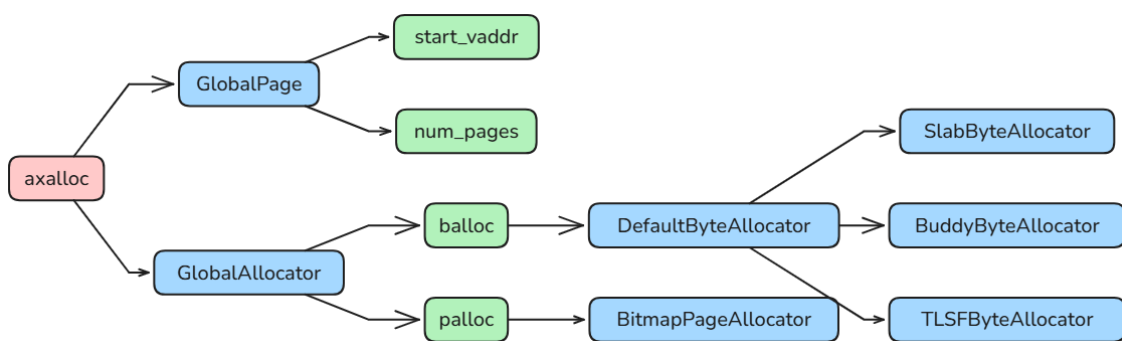 start_vaddr
GlobalPage
num_pages
SlabByteAllocator
axalloc
balloc
DefaultByteAllocator
BuddyByteAllocator
GlobalAllocator
palloc
BitmapPageAllocator
TLSFByteAllocator